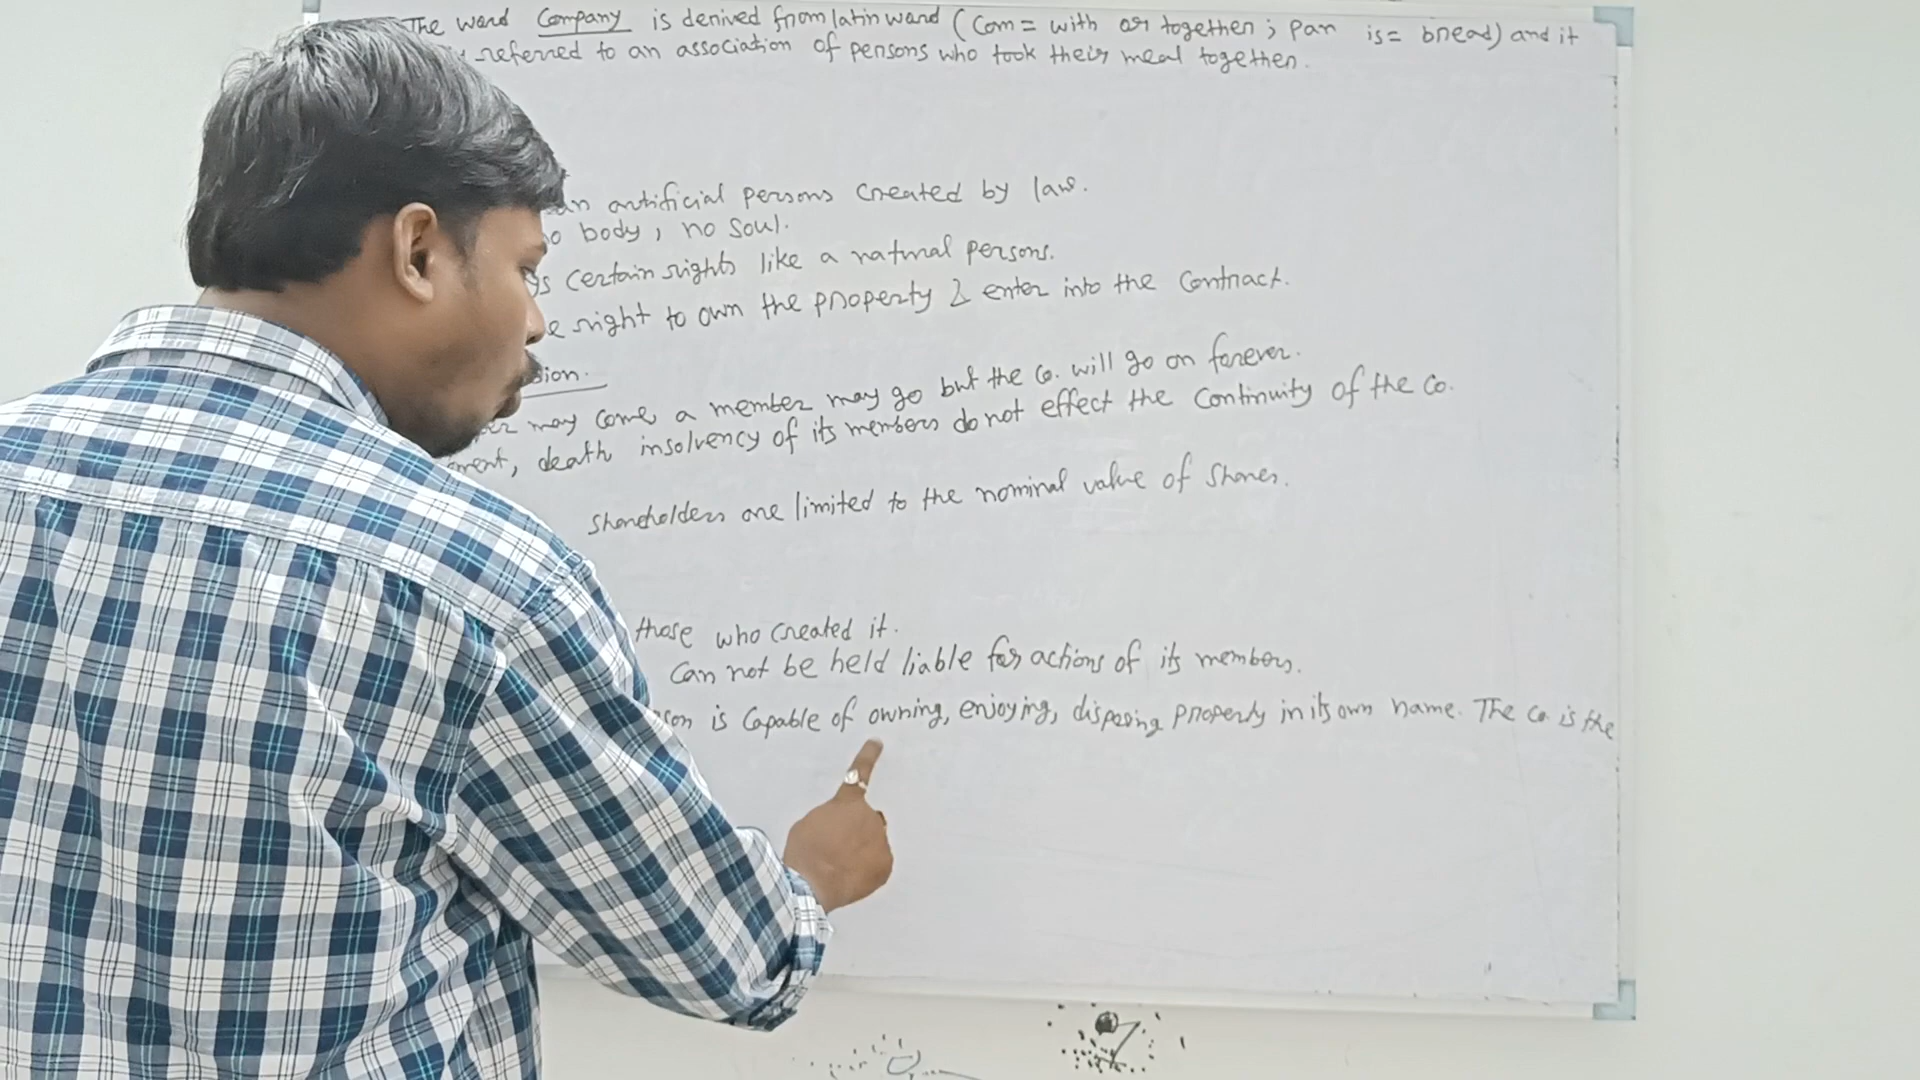 The word Company is derived from latin word (Com = with or together ; Pan is = bread) and it
referred to an association of persons who took their meal together.
an artificial persons created by law.
body, no soul.
certain rights like a natural persons.
right to own the property & enter into the contract.
may come a member may go but the co. will go on forever.
death insolvency of its members do not effect the continuity of the co.
shareholders are limited to the nominal value of shares.
those who created it.
can not be held liable for actions of its members.
is capable of owning, enjoying, disposing property in its own name. The co. is the